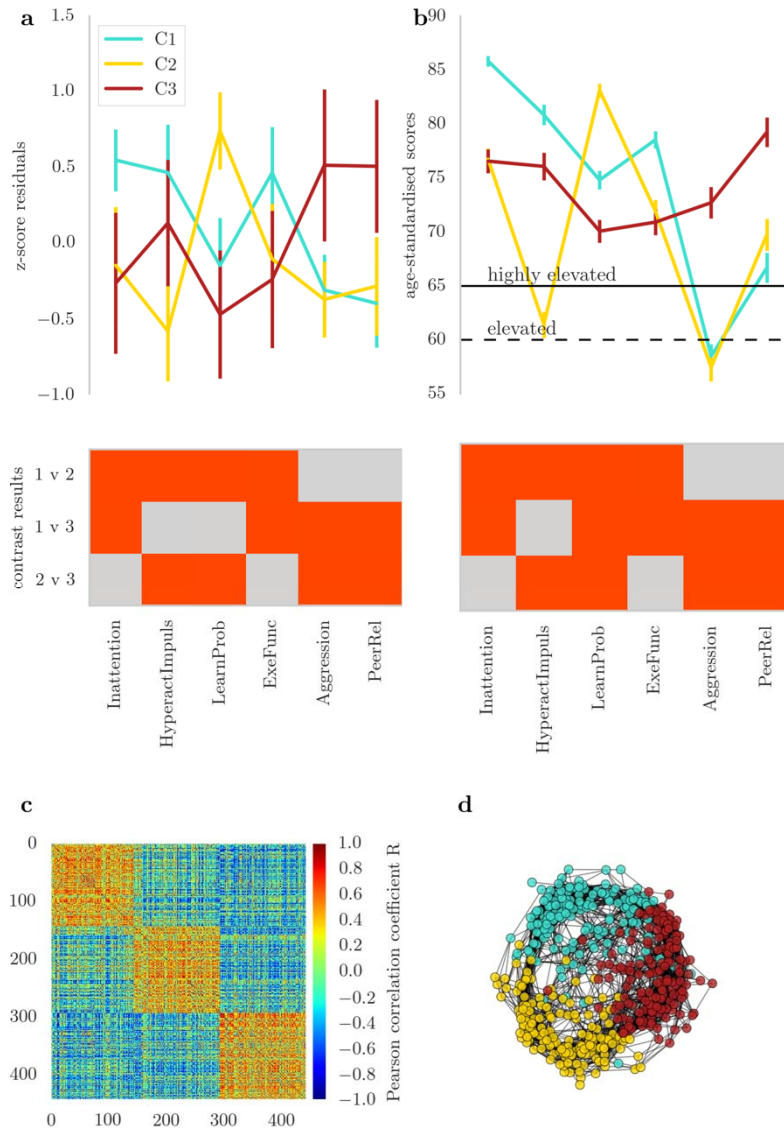 a
1.5
1.0
0.5
0.0
−0.5
−1.0
z-score residuals
C1
C2
C3
b
90
85
80
75
70
65
60
55
age-standardised scores
highly elevated
elevated
contrast results
1 v 2
1 v 3
2 v 3
Inattention
HyperactImpuls
LearnProb
ExeFunc
Aggression
PeerRel
Inattention
HyperactImpuls
LearnProb
ExeFunc
Aggression
PeerRel
c
0
100
200
300
400
0 100 200 300 400
1.0
0.8
0.6
0.4
0.2
0.0
−0.2
−0.4
−0.6
−0.8
−1.0
Pearson correlation coefficient R
d